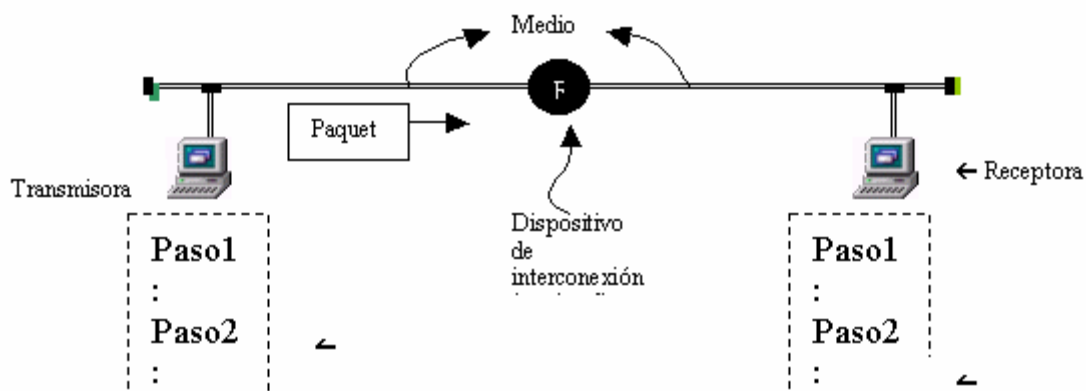 Medio
F
Paquet
Transmisora
← Receptora
Dispositivo
de
interconexión
Paso1
:
Paso2
:
←
Paso1
:
Paso2
:
←